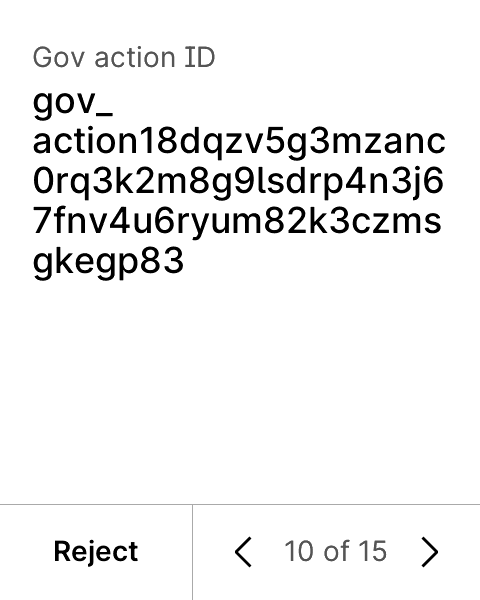 Gov action ID
gov_
action18dqzv5g3mzanc
0rq3k2m8g9lsdrp4n3j6
7fnv4u6ryum82k3czms
gkegp83
Reject
10 of 15